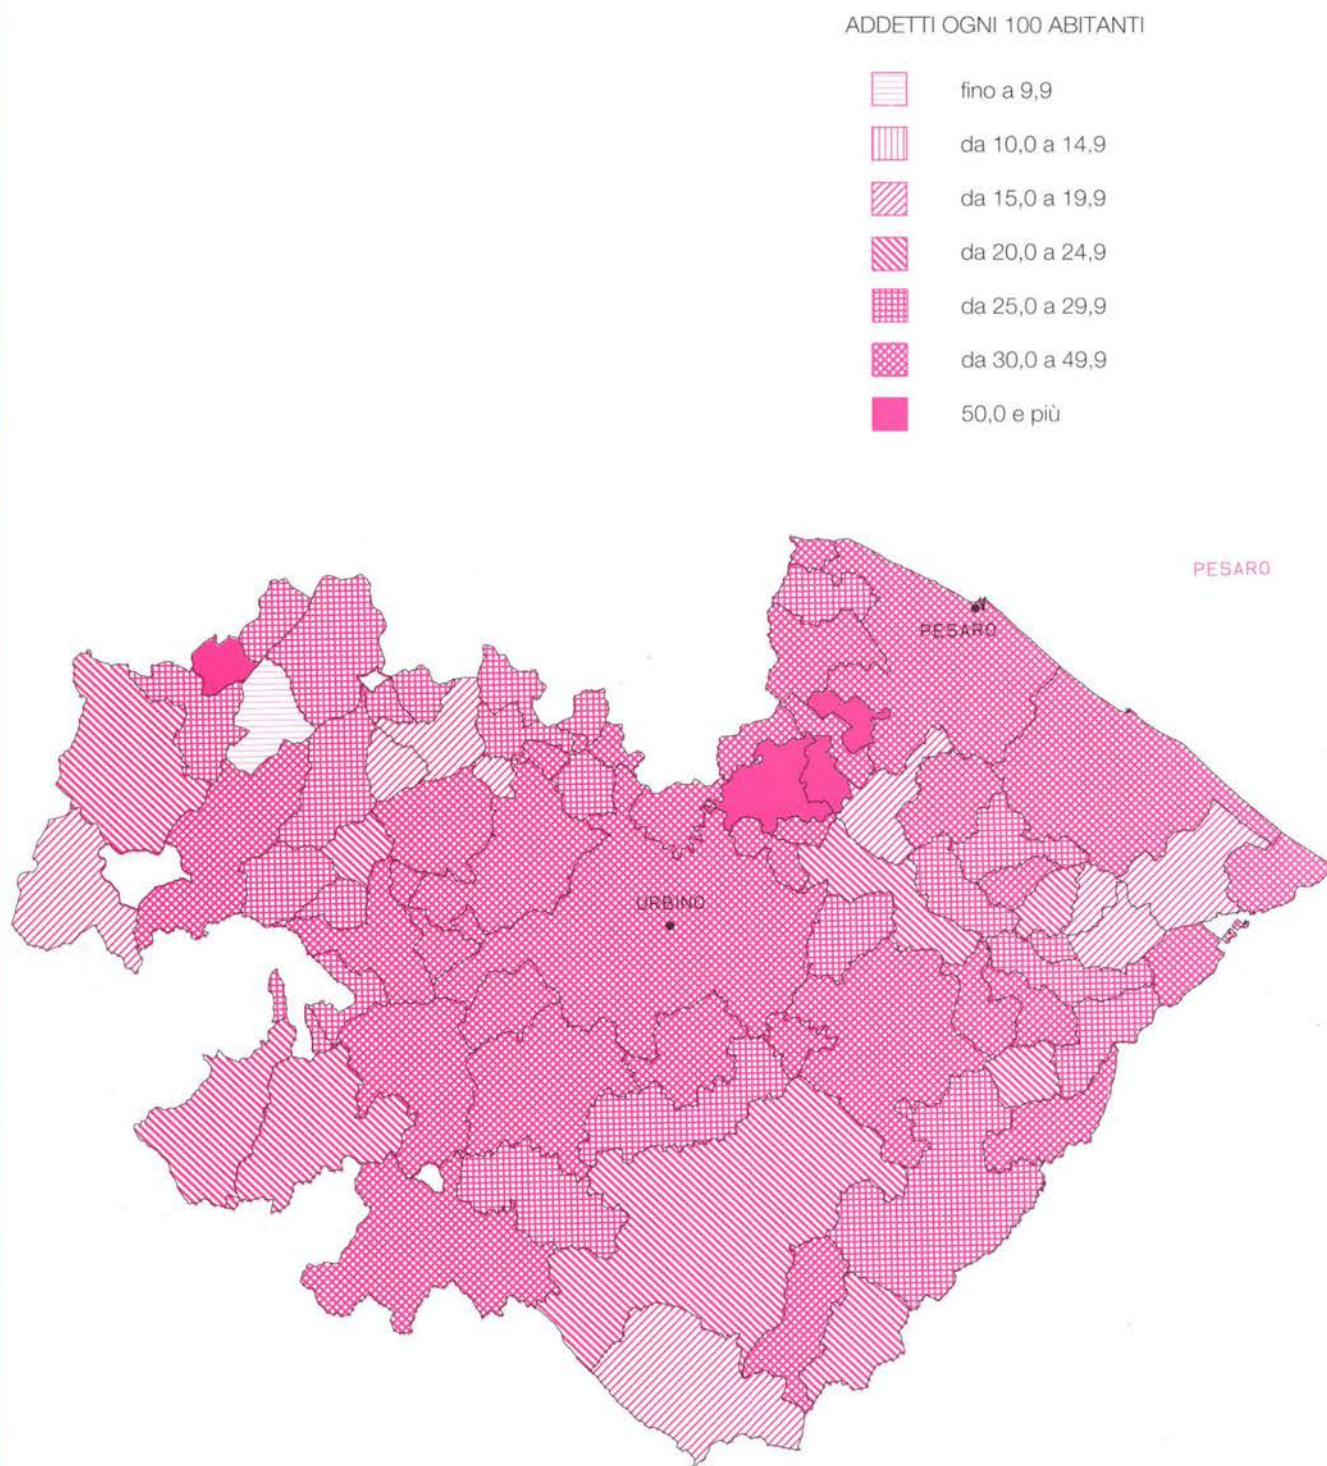 ADDETTI OGNI 100 ABITANTI
fino a 9,9
da 10,0 a 14,9
da 15,0 a 19,9
da 20,0 a 24,9
da 25,0 a 29,9
da 30,0 a 49,9
50,0 e più
PESARO
PESARO
URBINO